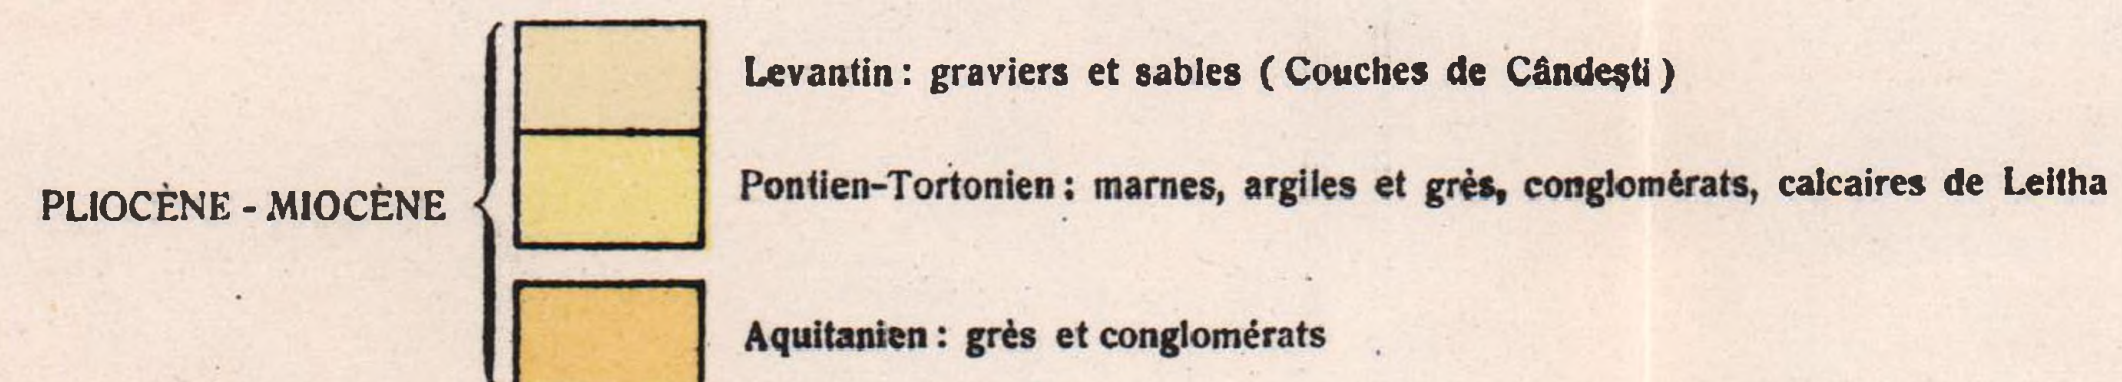 Levantin : graviers et sables ( Couches de Cândești )
PLIOCÈNE - MIOCÈNE
Pontien-Tortonien : marnes, argiles et grès, conglomérats, calcaires de Leitha
Aquitanien : grès et conglomérats